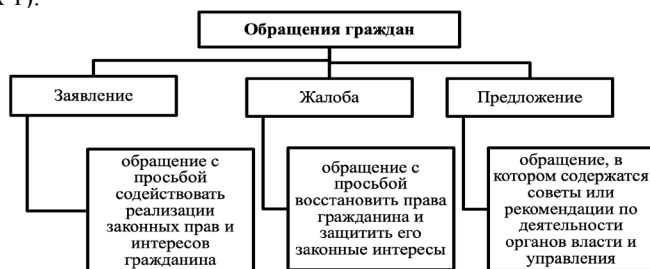 к 1).
Обращения граждан
Заявление
Жалоба
Предложение
обращение с
просьбой
содействовать
реализации
законных прав и
интересов
гражданина
обращение с
просьбой
восстановить права
гражданина и
защитить его
законные интересы
обращение, в
котором содержатся
советы или
рекомендации по
деятельности
органов власти и
управления